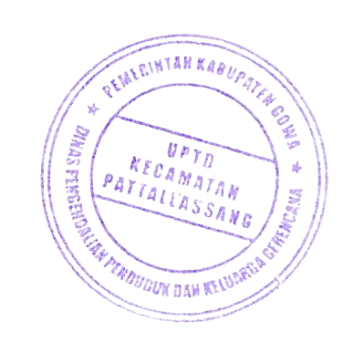 PEMERINTAH KABUPATEN GOWA
UPTD
KECAMATAN
PATTALLASSANG
DINAS PENGENDALIAN PENDUDUK DAN KELUARGA BERENCANA